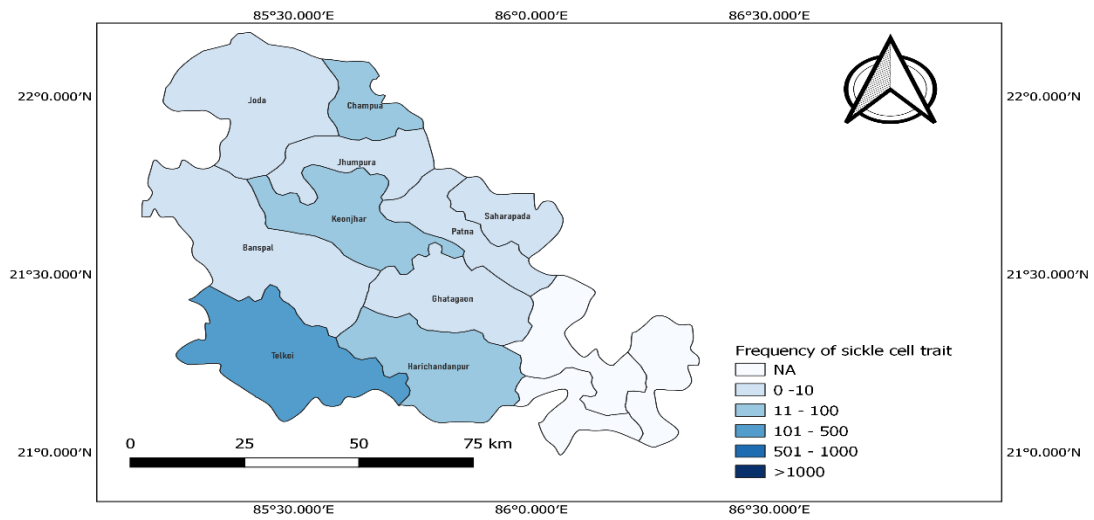 85°30.000'E 86°0.000'E 86°30.000'E
22°0.000'N 22°0.000'N
Joda
Champua
Jhumpura
Saharapada
Keonjhar
Patna
Banspal
21°30.000'N 21°30.000'N
Ghatagaon
Telkoi
Harichandanpur
Frequency of sickle cell trait
NA
0 -10
11 - 100
101 - 500
501 - 1000
>1000
0 25 50 75 km
21°0.000'N 21°0.000'N
85°30.000'E 86°0.000'E 86°30.000'E